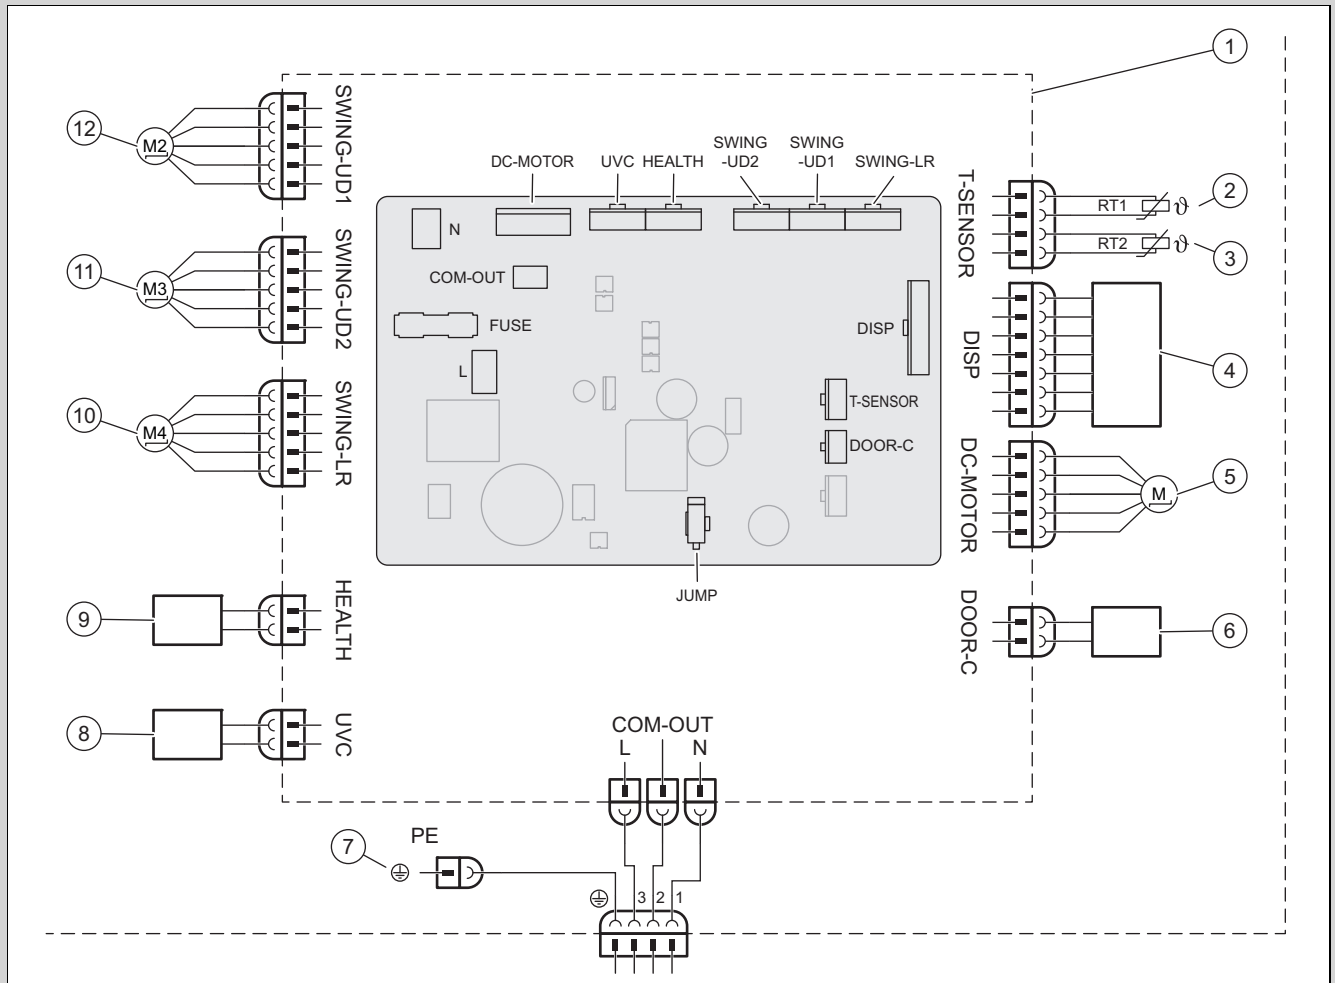 1
12
M2
SWING-UD1
DC-MOTOR
UVC
HEALTH
SWING
-UD2
SWING
-UD1
SWING-LR
T-SENSOR
RT1
ϑ
2
RT2
ϑ
3
N
COM-OUT
FUSE
L
DISP
T-SENSOR
DOOR-C
JUMP
11
M3
SWING-UD2
DISP
4
10
M4
SWING-LR
DC-MOTOR
M
5
9
HEALTH
DOOR-C
6
8
UVC
COM-OUT
L
N
7
PE
3
2
1